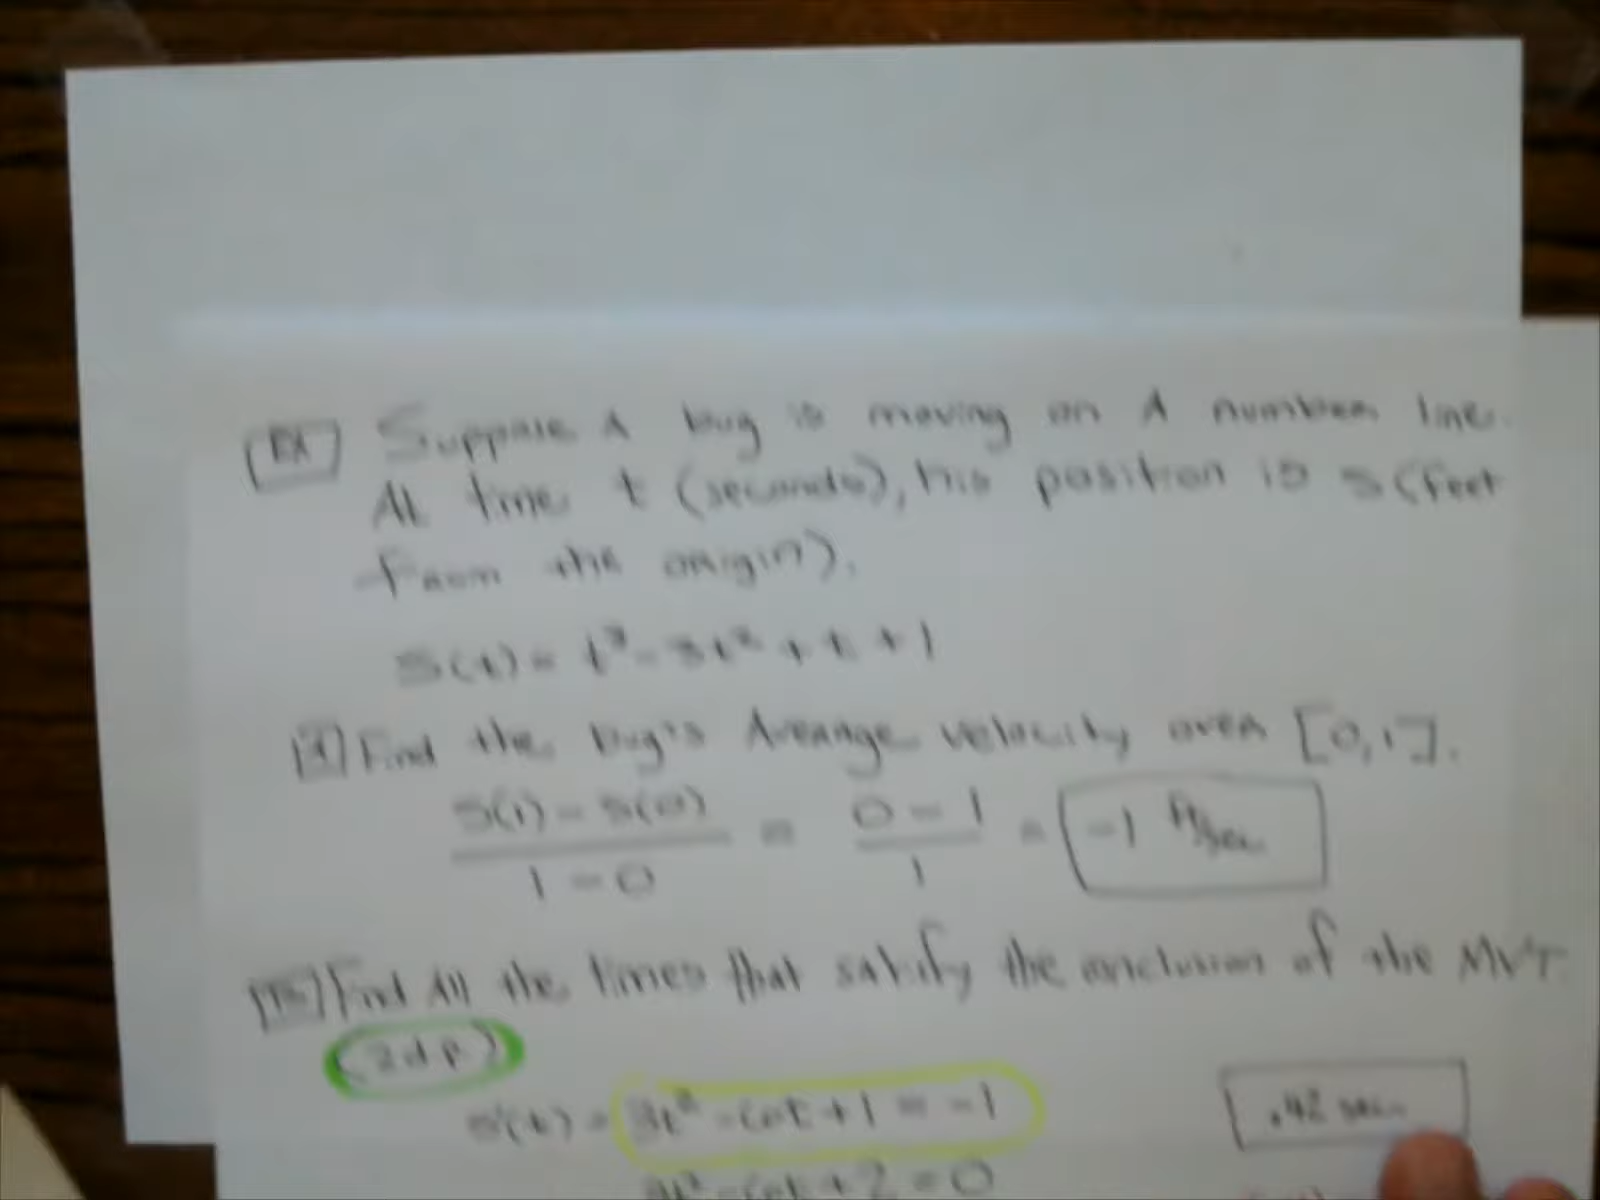 EX Suppose A bug is moving on A number line.
At time t (seconds), his position is s (feet
from the origin).
s(t) = t³ - 3t² + t + 1
A Find the bug's Average velocity over [0,1].
s(1) - s(0) / 1 - 0 = 0 - 1 / 1 = -1 ft/sec
B Find All the times that satisfy the conclusion of the MVT.
(2dp)
s'(t) = 3t² - 6t + 1 = -1
.42 sec
3t² - 6t + 2 = 0